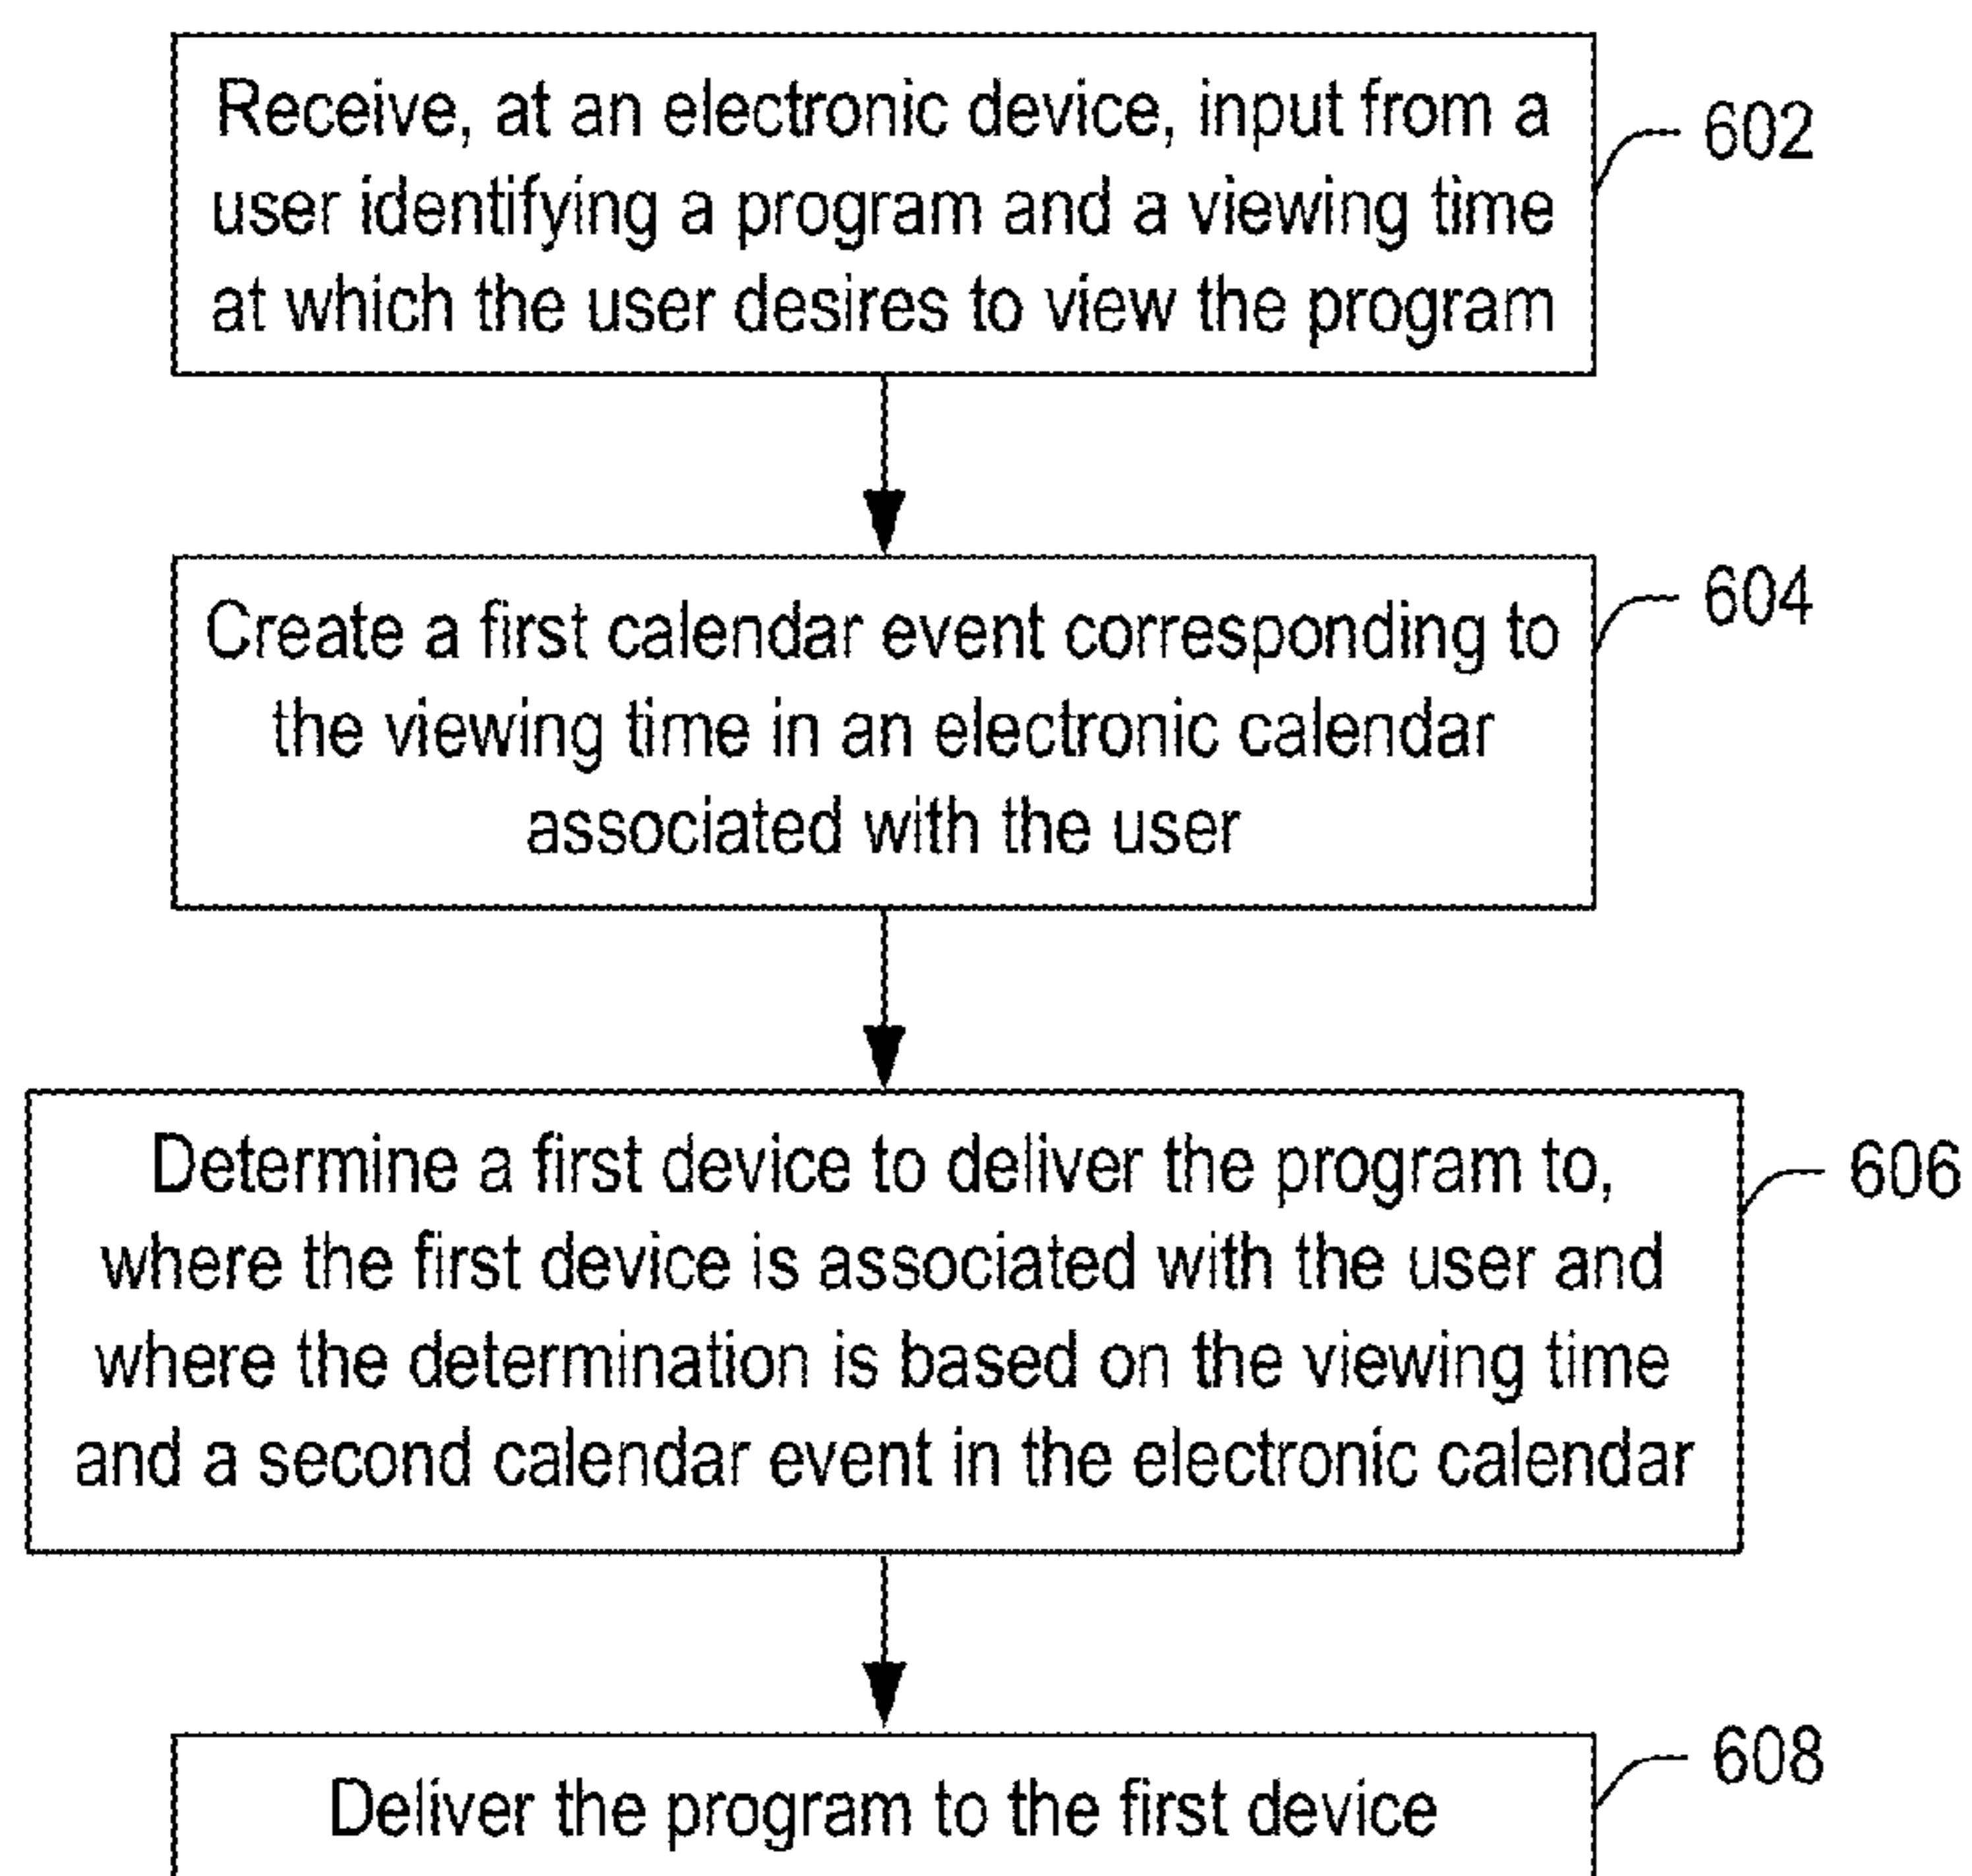 Receive, at an electronic device, input from a
user identifying a program and a viewing time
at which the user desires to view the program
602
Create a first calendar event corresponding to
the viewing time in an electronic calendar
associated with the user
604
Determine a first device to deliver the program to,
where the first device is associated with the user and
where the determination is based on the viewing time
and a second calendar event in the electronic calendar
606
Deliver the program to the first device
608